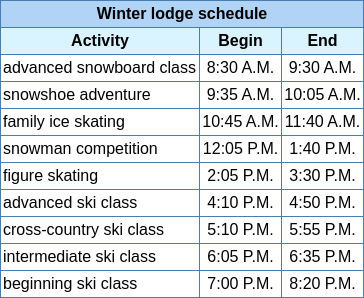 Winter lodge schedule
Activity Begin End
advanced snowboard class 8:30 A.M. 9:30 A.M.
snowshoe adventure 9:35 A.M. 10:05 A.M.
family ice skating 10:45 A.M. 11:40 A.M.
snowman competition 12:05 P.M. 1:40 P.M.
figure skating 2:05 P.M. 3:30 P.M.
advanced ski class 4:10 P.M. 4:50 P.M.
cross-country ski class 5:10 P.M. 5:55 P.M.
intermediate ski class 6:05 P.M. 6:35 P.M.
beginning ski class 7:00 P.M. 8:20 P.M.